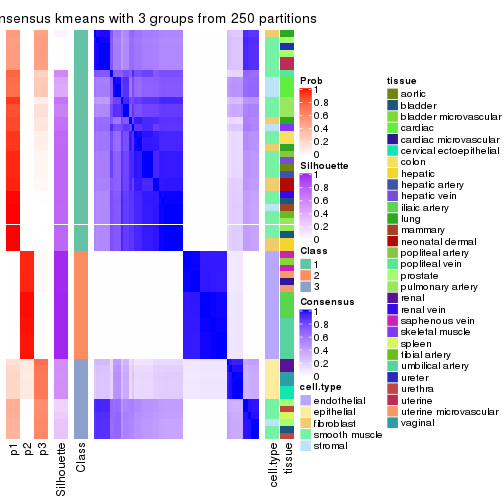 nsensus kmeans with 3 groups from 250 partitions
p1
p2
p3
Silhouette
Class
cell.type
tissue
Prob
1
0.8
0.6
0.4
0.2
0
Silhouette
1
0.8
0.6
0.4
0.2
0
Class
1
2
3
Consensus
1
0.8
0.6
0.4
0.2
0
cell.type
endothelial
epithelial
fibroblast
smooth muscle
stromal
tissue
aortic
bladder
bladder microvascular
cardiac
cardiac microvascular
cervical ectoepithelial
colon
hepatic
hepatic artery
hepatic vein
iliaic artery
lung
mammary
neonatal dermal
popliteal artery
popliteal vein
prostate
pulmonary artery
renal
renal vein
saphenous vein
skeletal muscle
spleen
tibial artery
umbilical artery
ureter
urethra
uterine
uterine microvascular
vaginal